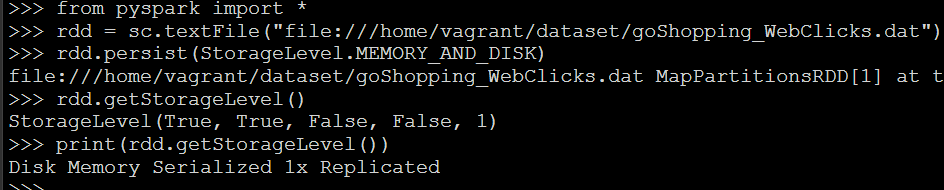 >>> from pyspark import *
>>> rdd = sc.textFile("file:///home/vagrant/dataset/goShopping_WebClicks.dat")
>>> rdd.persist(StorageLevel.MEMORY_AND_DISK)
file:///home/vagrant/dataset/goShopping_WebClicks.dat MapPartitionsRDD[1] at t
>>> rdd.getStorageLevel()
StorageLevel(True, True, False, False, 1)
>>> print(rdd.getStorageLevel())
Disk Memory Serialized 1x Replicated
>>>